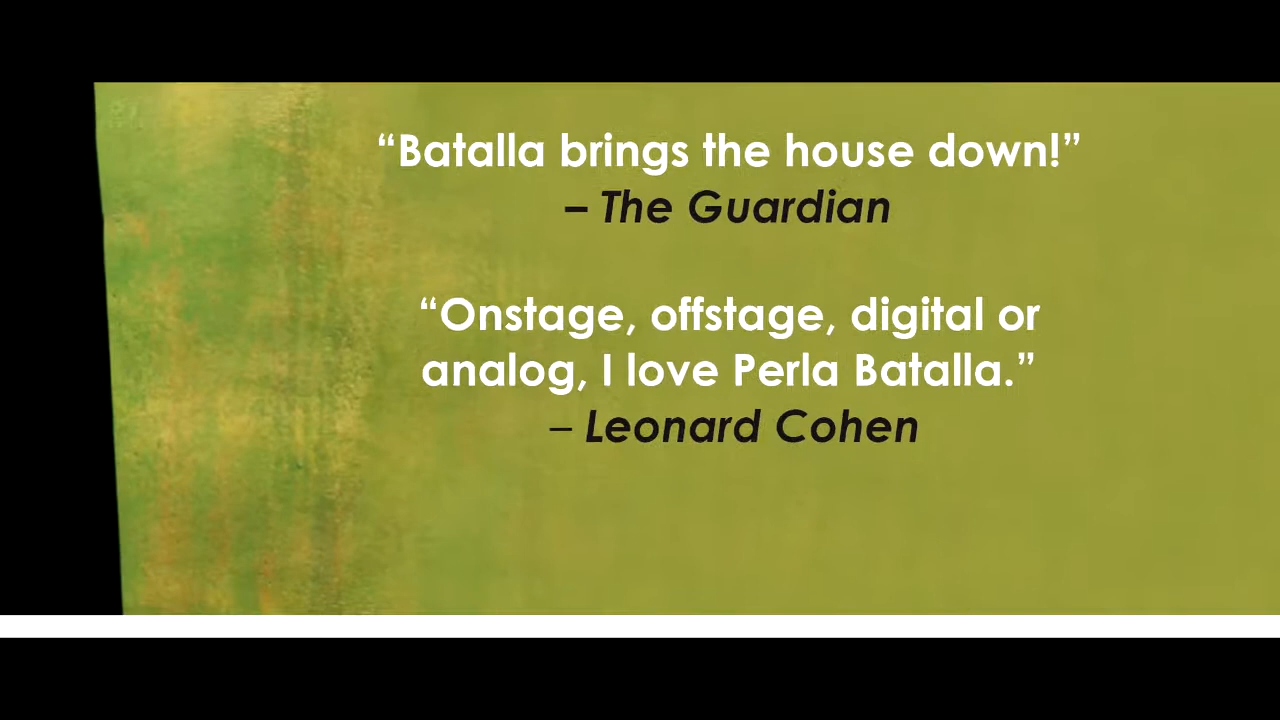 “Batalla brings the house down!”
– The Guardian
“Onstage, offstage, digital or
analog, I love Perla Batalla.”
– Leonard Cohen